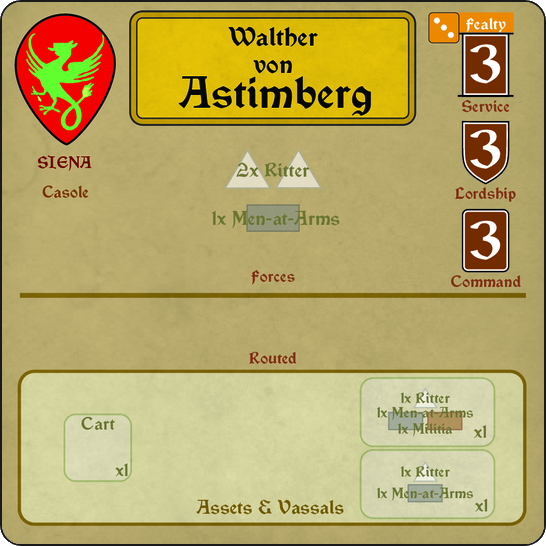 Walther
von
Astimberg
SIENA
Casole
Fealty
3
Service
3
Lordship
3
Command
2x Ritter
1x Men-at-Arms
Forces
Routed
Cart
x1
1x Ritter
1x Men-at-Arms
1x Militia
x1
1x Ritter
1x Men-at-Arms
x1
Assets & Vassals